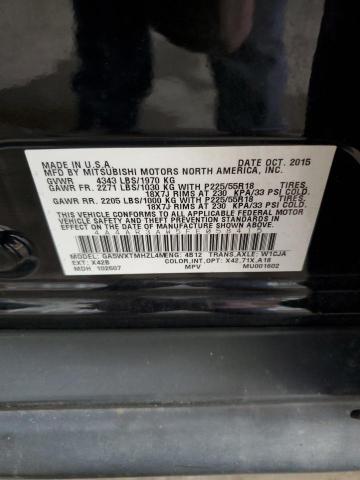 MADE IN U.S.A. DATE OCT. 2015
MFD BY MITSUBISHI MOTORS NORTH AMERICA, INC.
GVWR 4343 LBS/1970 KG
GAWR FR. 2271 LBS/1030 KG WITH P225/55R18 TIRES,
18X7J RIMS AT 230 KPA/33 PSI COLD.
GAWR RR. 2205 LBS/1000 KG WITH P225/55R18 TIRES,
18X7J RIMS AT 230 KPA/33 PSI COLD.
THIS VEHICLE CONFORMS TO ALL APPLICABLE FEDERAL
MOTOR VEHICLE SAFETY STANDARDS IN
EFFECT ON THE DATE OF MANUFACTURE SHOWN ABOVE.
MODEL: GA5WXTMHZL4M ENG: 4B12 TRANS.AXLE: W1CJA
EXT: X42B COLOR,INT,OPT: X42,71X,A18
MDH 102607 MPV MU001602